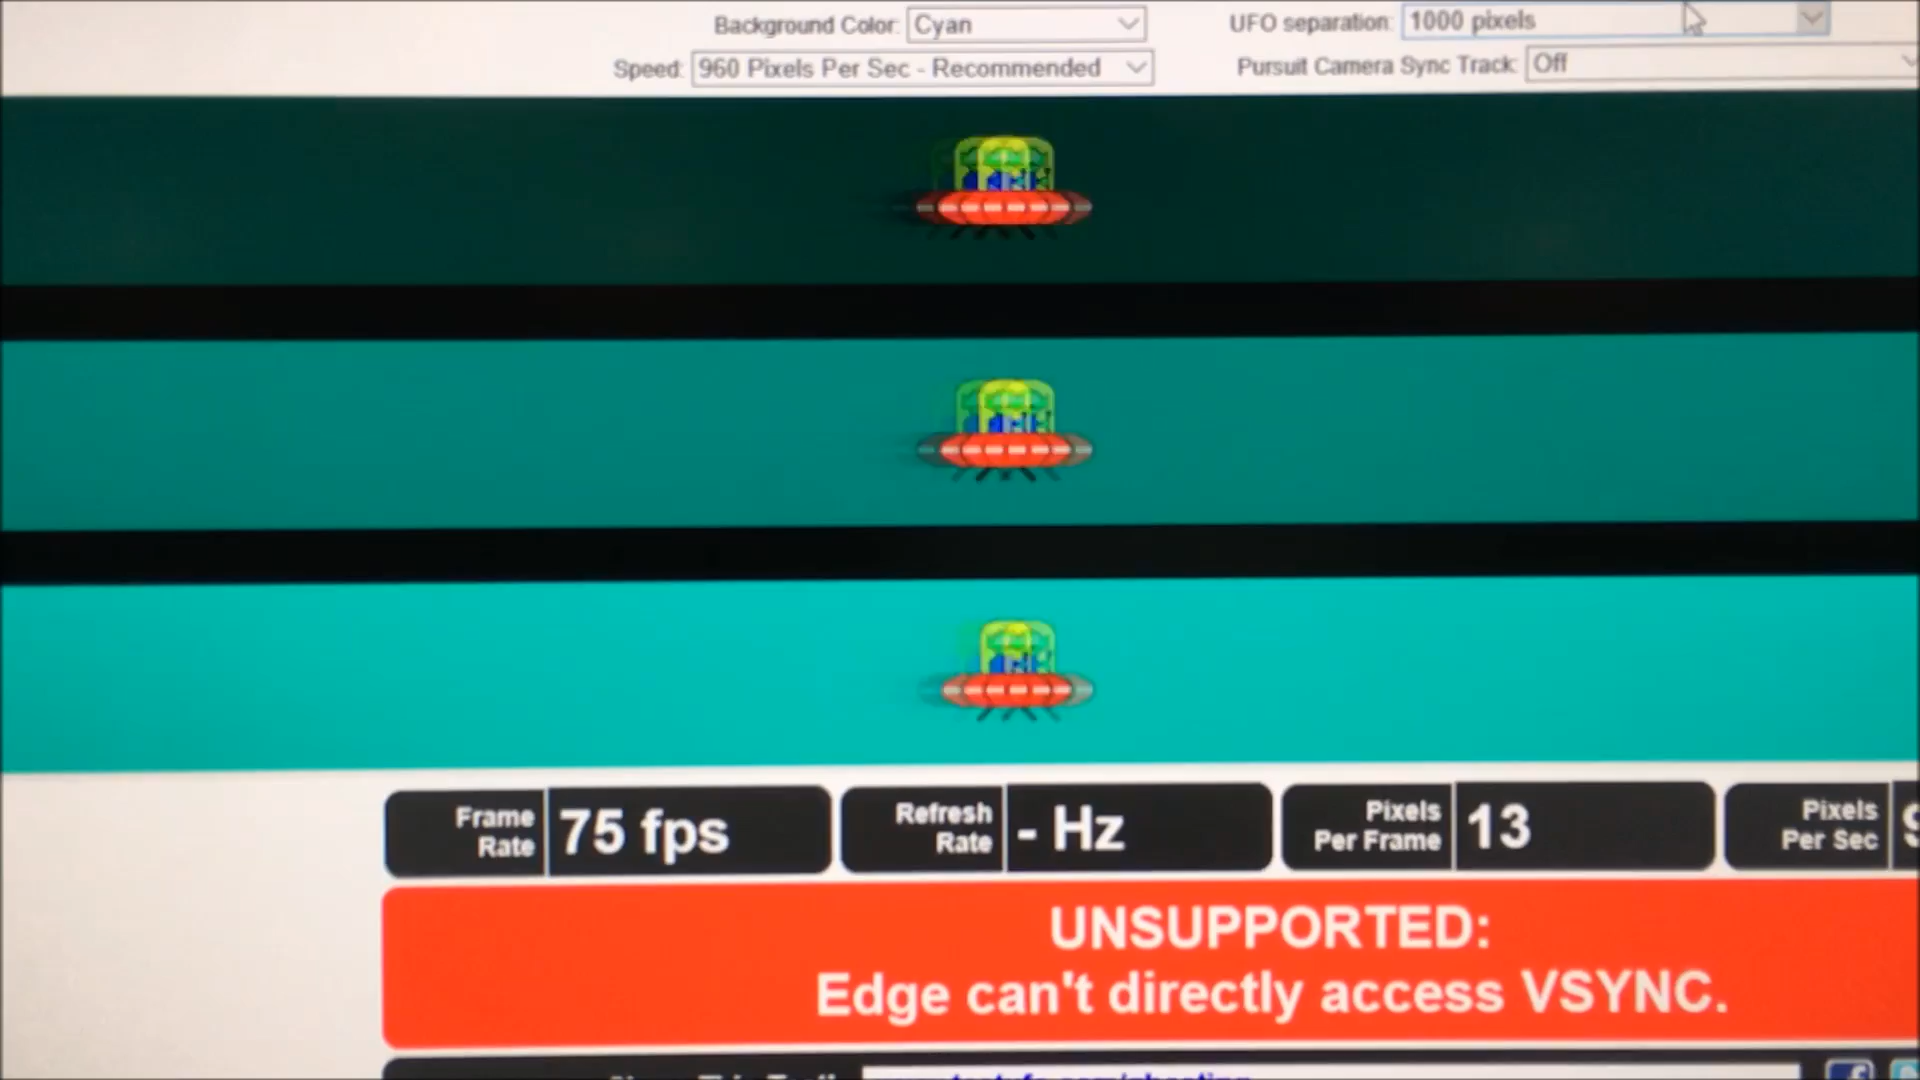 Background Color: Cyan
UFO separation: 1000 pixels
Speed: 960 Pixels Per Sec - Recommended
Pursuit Camera Sync Track: Off
Frame Rate 75 fps
Refresh Rate - Hz
Pixels Per Frame 13
Pixels Per Sec
UNSUPPORTED:
Edge can't directly access VSYNC.